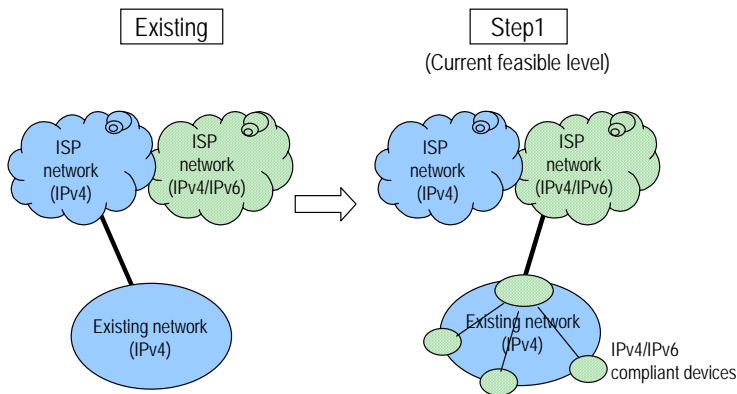 Existing
Step1
(Current feasible level)
ISP
network
(IPv4)
ISP
network
(IPv4/IPv6)
ISP
network
(IPv4)
ISP
network
(IPv4/IPv6)
Existing network
(IPv4)
Existing network
(IPv4)
IPv4/IPv6
compliant devices